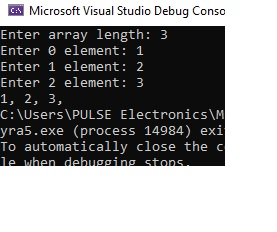 Microsoft Visual Studio Debug Conso
Enter array length: 3
Enter 0 element: 1
Enter 1 element: 2
Enter 2 element: 3
1, 2, 3,
C:\Users\PULSE Electronics\M
yra5.exe (process 14984) exi
To automatically close the c
le when debugging stops.